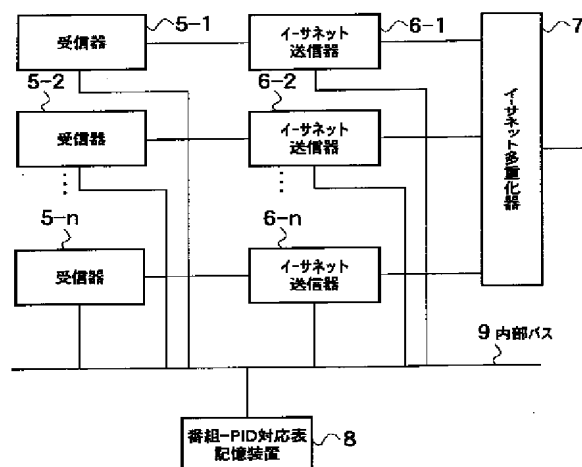 受信器
5-1
イーサネット
送信器
6-1
7
5-2
受信器
6-2
イーサネット
送信器
イーサネット多重化器
5-n
受信器
6-n
イーサネット
送信器
9 内部バス
番組-PID対応表
記憶装置
8